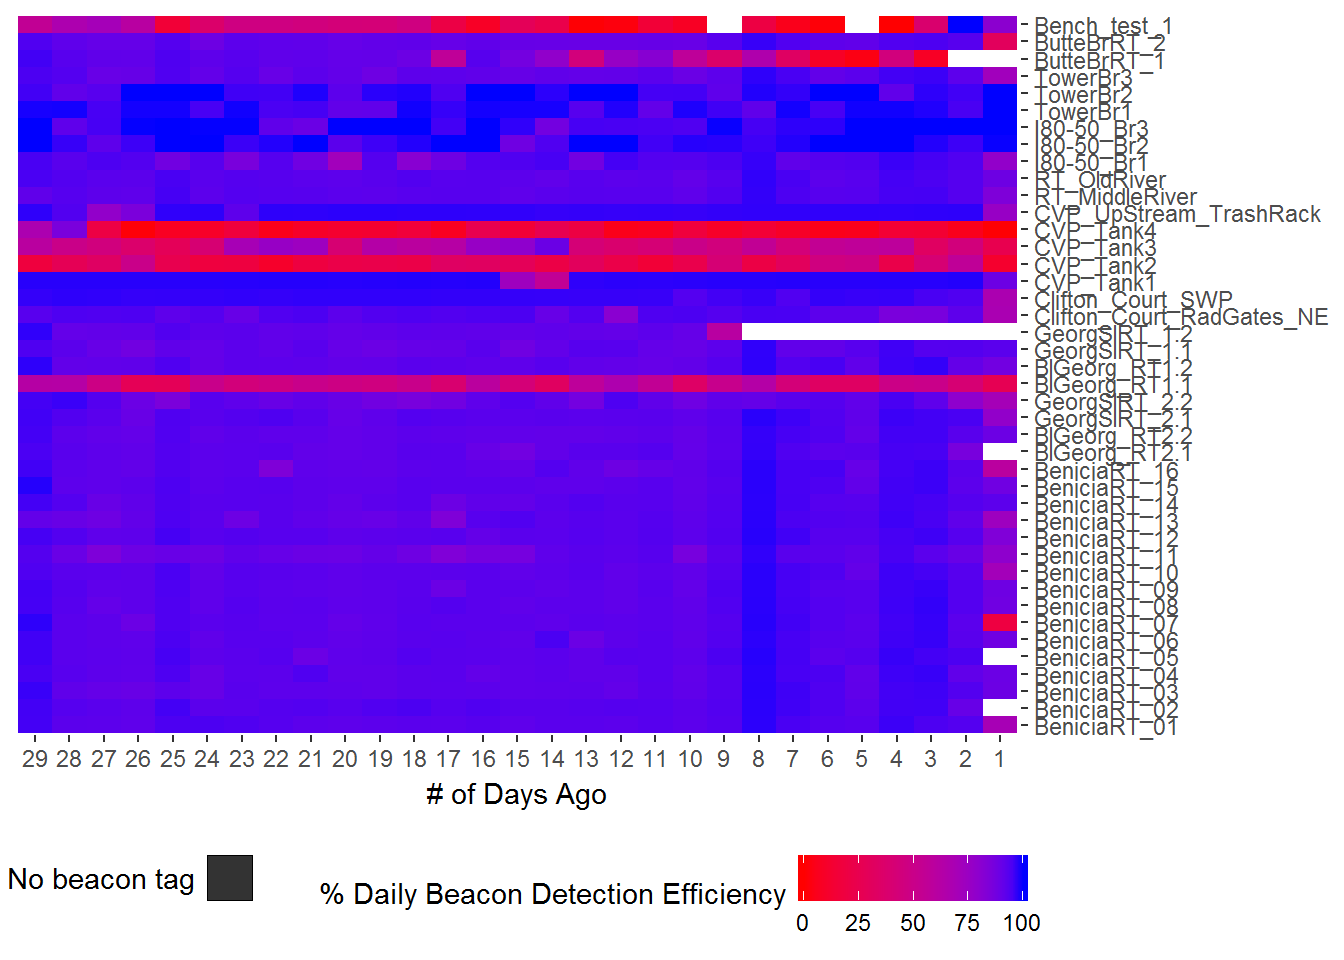 Bench_test_1
ButteBrRT_2
ButteBrRT_1
TowerBr3
TowerBr2
TowerBr1
I80-50_Br3
I80-50_Br2
I80-50_Br1
RT_OldRiver
RT_MiddleRiver
CVP_UpStream_TrashRack
CVP_Tank4
CVP_Tank3
CVP_Tank2
CVP_Tank1
Clifton_Court_SWP
Clifton_Court_RadGates_NE
GeorgSlRT_1.2
GeorgSlRT_1.1
BlGeorg_RT1.2
BlGeorg_RT1.1
GeorgSlRT_2.2
GeorgSlRT_2.1
BlGeorg_RT2.2
BlGeorg_RT2.1
BeniciaRT_16
BeniciaRT_15
BeniciaRT_14
BeniciaRT_13
BeniciaRT_12
BeniciaRT_11
BeniciaRT_10
BeniciaRT_09
BeniciaRT_08
BeniciaRT_07
BeniciaRT_06
BeniciaRT_05
BeniciaRT_04
BeniciaRT_03
BeniciaRT_02
BeniciaRT_01
29 28 27 26 25 24 23 22 21 20 19 18 17 16 15 14 13 12 11 10 9 8 7 6 5 4 3 2 1
# of Days Ago
No beacon tag
% Daily Beacon Detection Efficiency
0 25 50 75 100